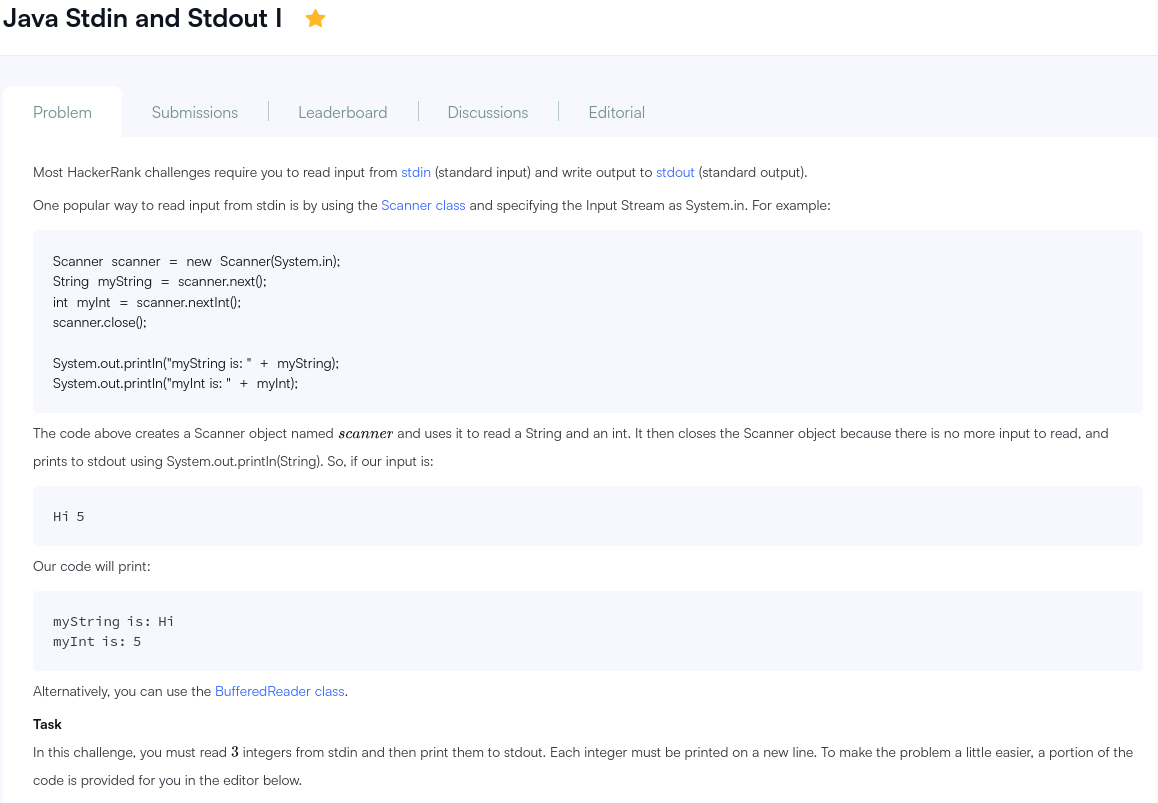 Java Stdin and Stdout I
Problem
Submissions
Leaderboard
Discussions
Editorial
Most HackerRank challenges require you to read input from stdin (standard input) and write output to stdout (standard output).
One popular way to read input from stdin is by using the Scanner class and specifying the Input Stream as System.in. For example:
Scanner scanner = new Scanner(System.in);
String myString = scanner.next();
int myInt = scanner.nextInt();
scanner.close();
System.out.println("myString is: " + myString);
System.out.println("myInt is: " + myInt);
The code above creates a Scanner object named scanner and uses it to read a String and an int. It then closes the Scanner object because there is no more input to read, and
prints to stdout using System.out.println(String). So, if our input is:
Hi 5
Our code will print:
myString is: Hi
myInt is: 5
Alternatively, you can use the BufferedReader class.
Task
In this challenge, you must read 3 integers from stdin and then print them to stdout. Each integer must be printed on a new line. To make the problem a little easier, a portion of the
code is provided for you in the editor below.